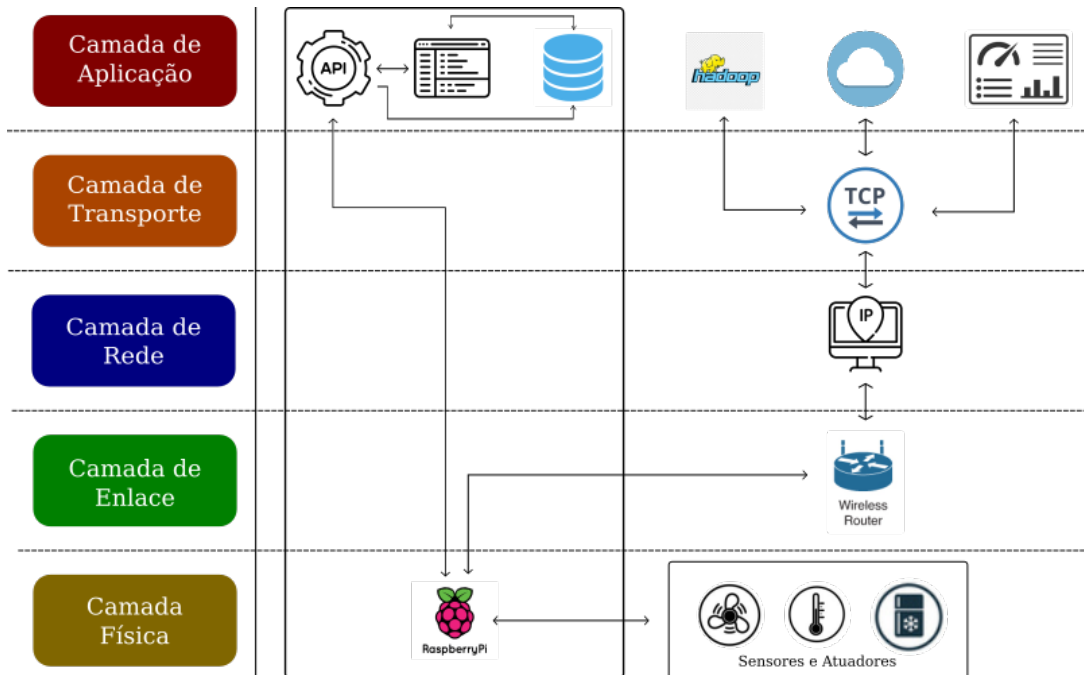 Camada de
Aplicação
API
hadoop
Camada de
Transporte
TCP
Camada de
Rede
IP
Camada de
Enlace
Wireless
Router
Camada
Física
RaspberryPi
Sensores e Atuadores